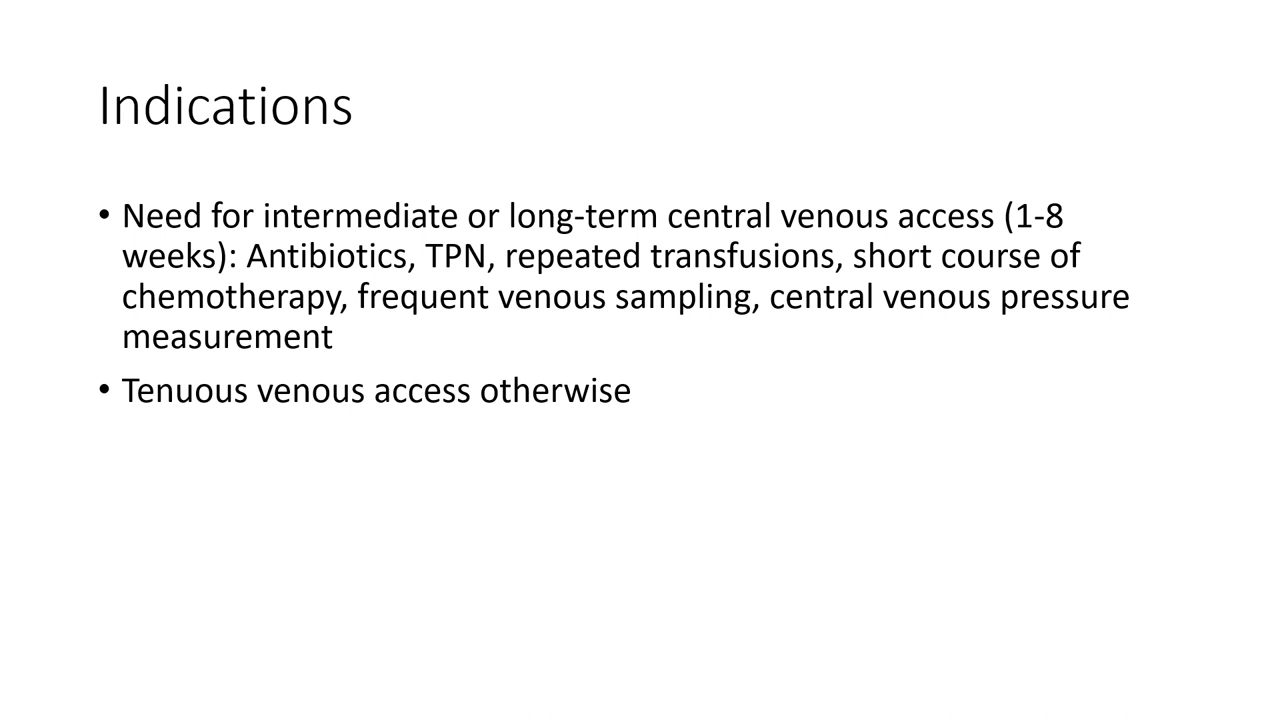 Indications
• Need for intermediate or long-term central venous access (1-8
weeks): Antibiotics, TPN, repeated transfusions, short course of
chemotherapy, frequent venous sampling, central venous pressure
measurement
• Tenuous venous access otherwise